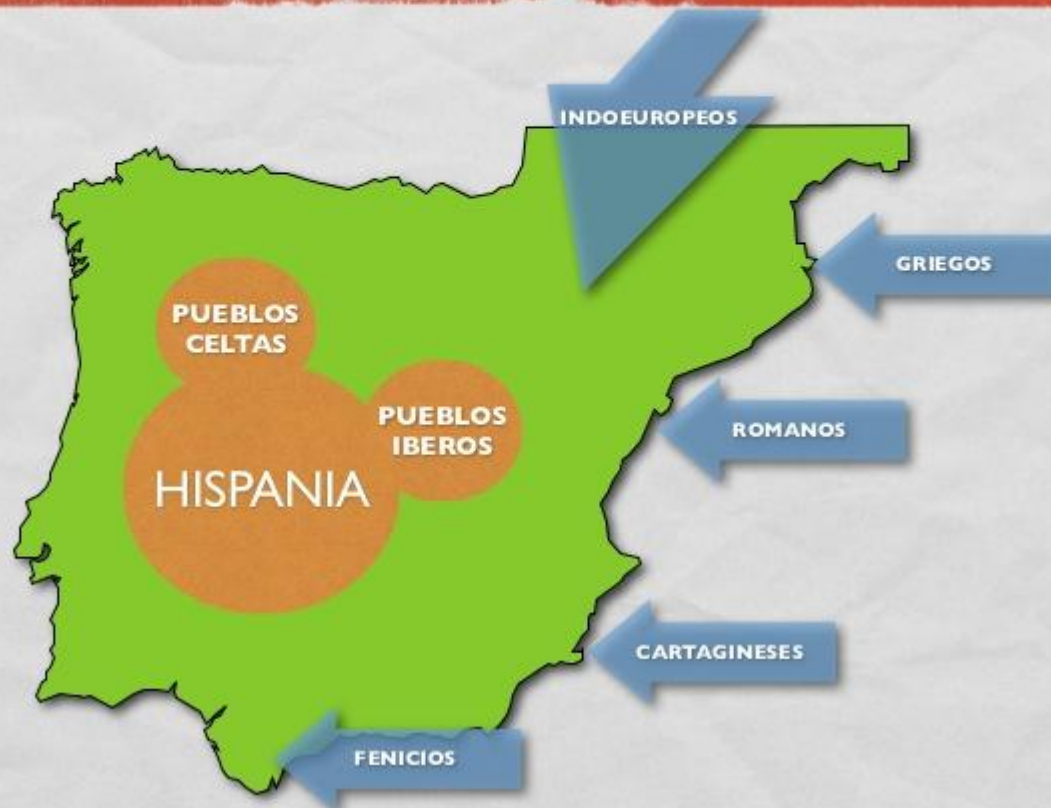 INDOEUROPEOS
GRIEGOS
PUEBLOS
CELTAS
PUEBLOS
IBEROS
ROMANOS
HISPANIA
CARTAGINESES
FENICIOS